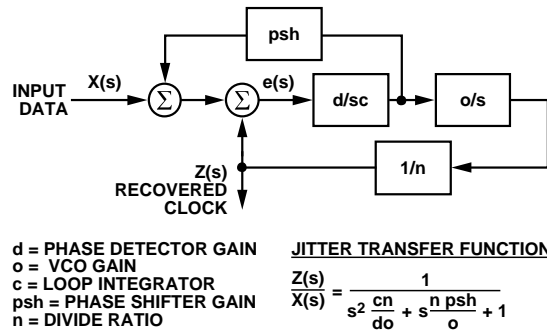 psh
INPUT
DATA
X(s)
Σ
Σ
e(s)
d/sc
o/s
1/n
Z(s)
RECOVERED
CLOCK
d = PHASE DETECTOR GAIN
o = VCO GAIN
c = LOOP INTEGRATOR
psh = PHASE SHIFTER GAIN
n = DIVIDE RATIO
JITTER TRANSFER FUNCTION
Z(s)/X(s) = 1/(s² cn/do + s n psh/o + 1)